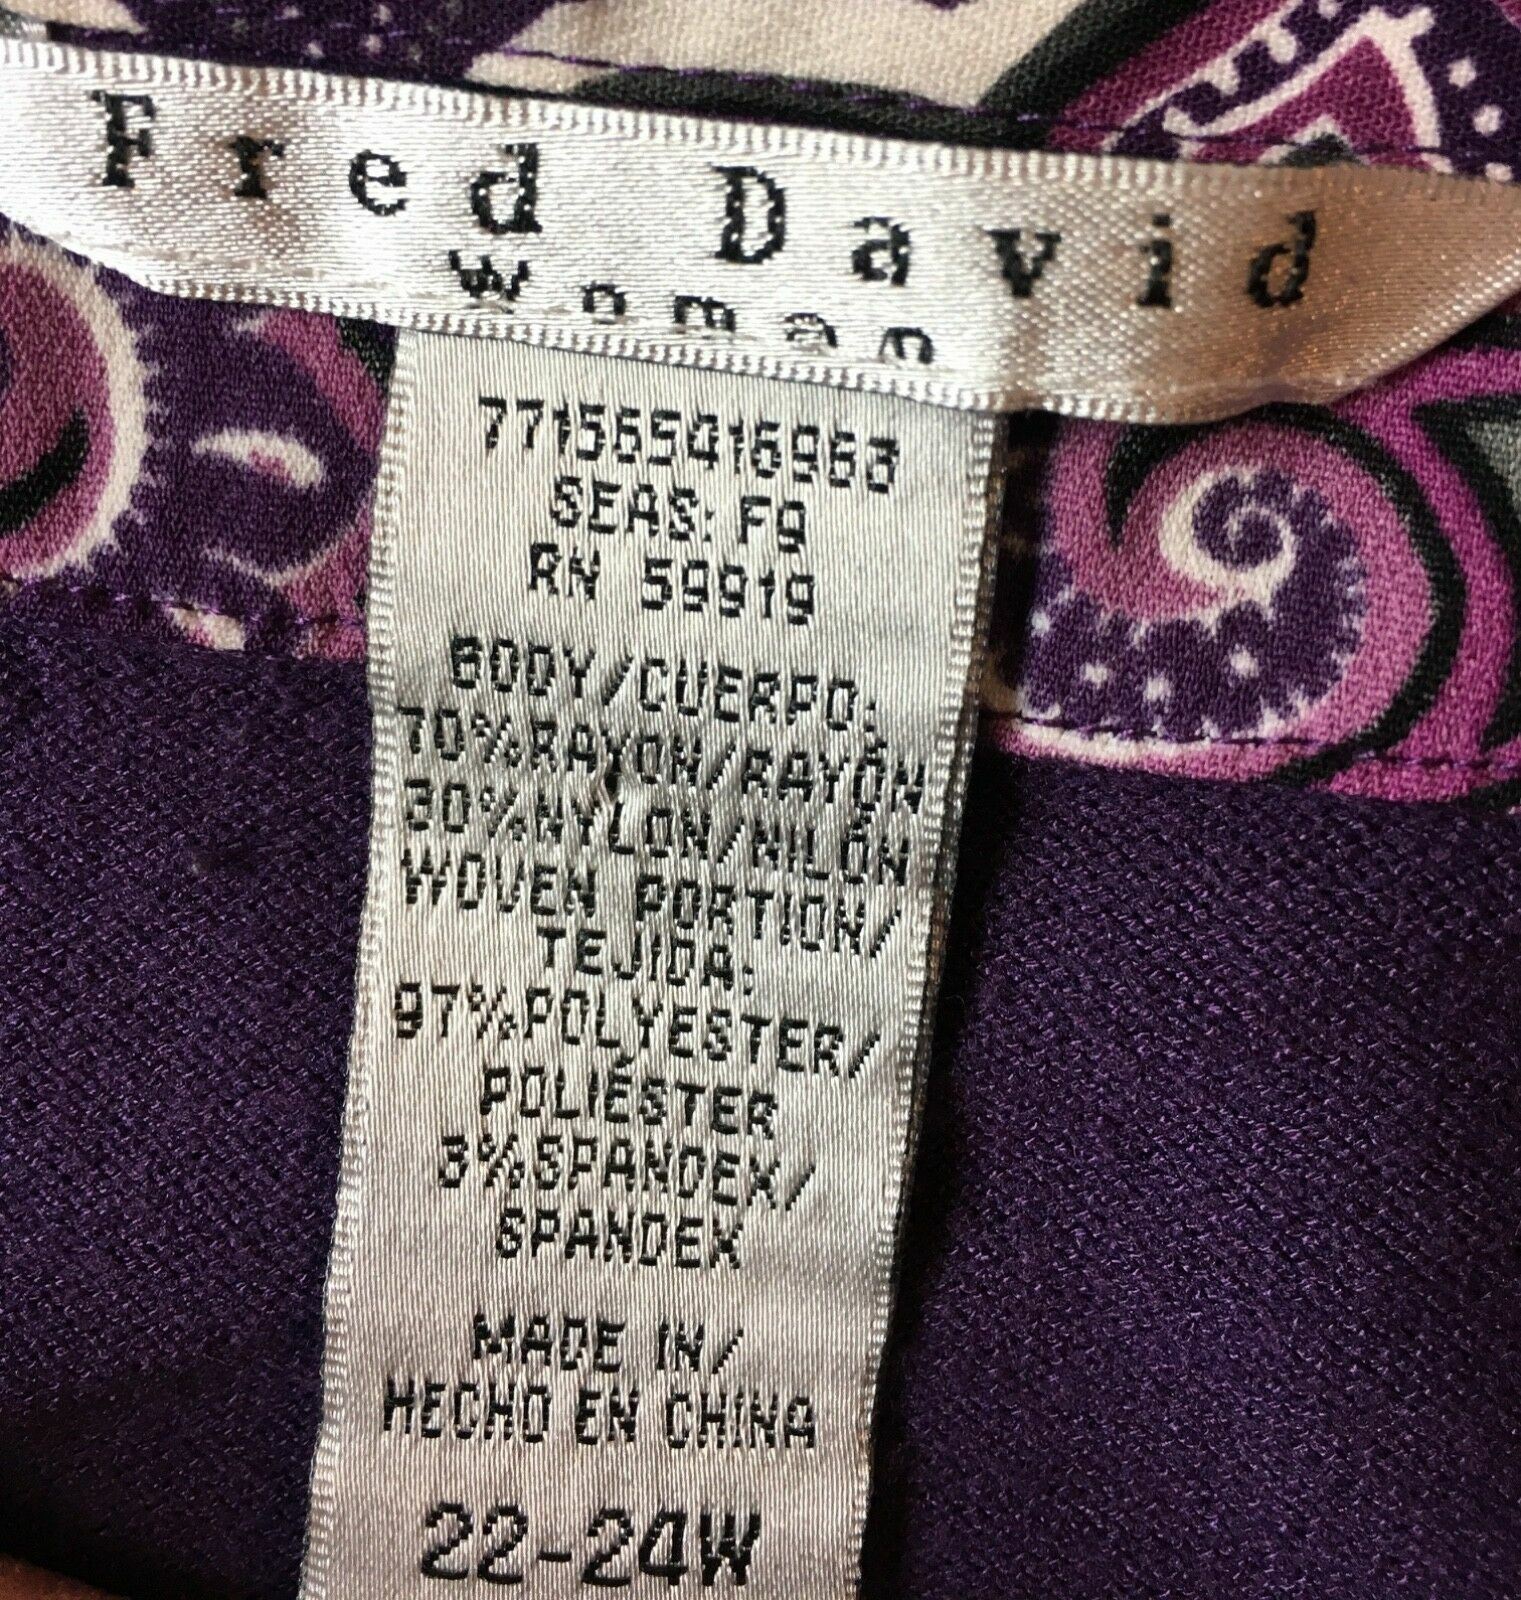 Fred David
Woman
771565416963
SEAS: F9
RN 59919
BODY/CUERPO:
70%RAYON/RAYÓN
30%NYLON/NILÓN
WOVEN PORTION/
TEJIDA:
97%POLYESTER/
POLIÉSTER
3%SPANDEX/
SPANDEX
MADE IN/
HECHO EN CHINA
22-24W